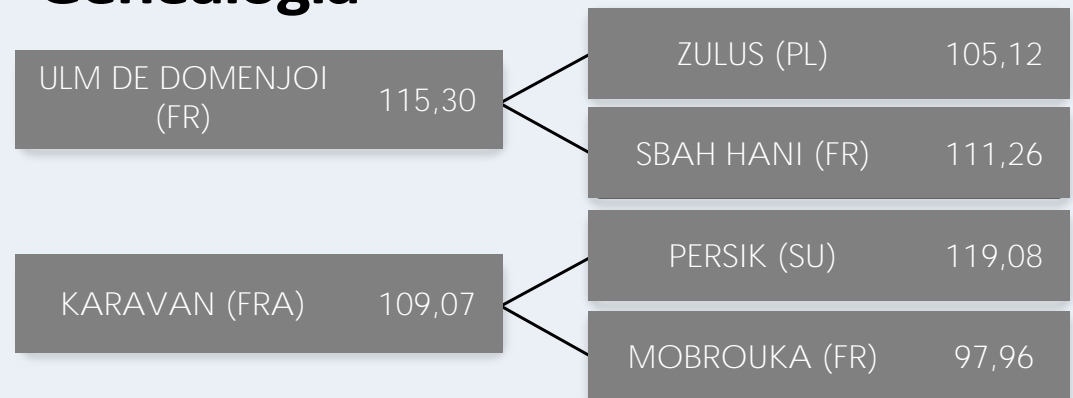 ULM DE DOMENJOI
(FR)
115,30
ZULUS (PL) 105,12
SBAH HANI (FR) 111,26
KARAVAN (FRA) 109,07
PERSIK (SU) 119,08
MOBROUKA (FR) 97,96